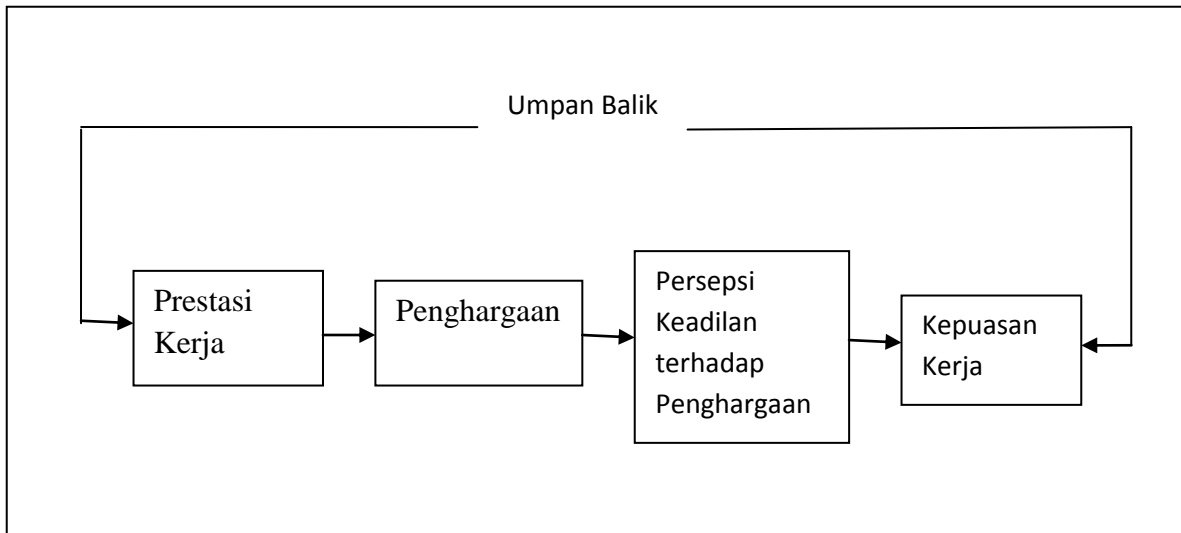 Umpan Balik
Prestasi
Kerja
Penghargaan
Persepsi
Keadilan
terhadap
Penghargaan
Kepuasan
Kerja